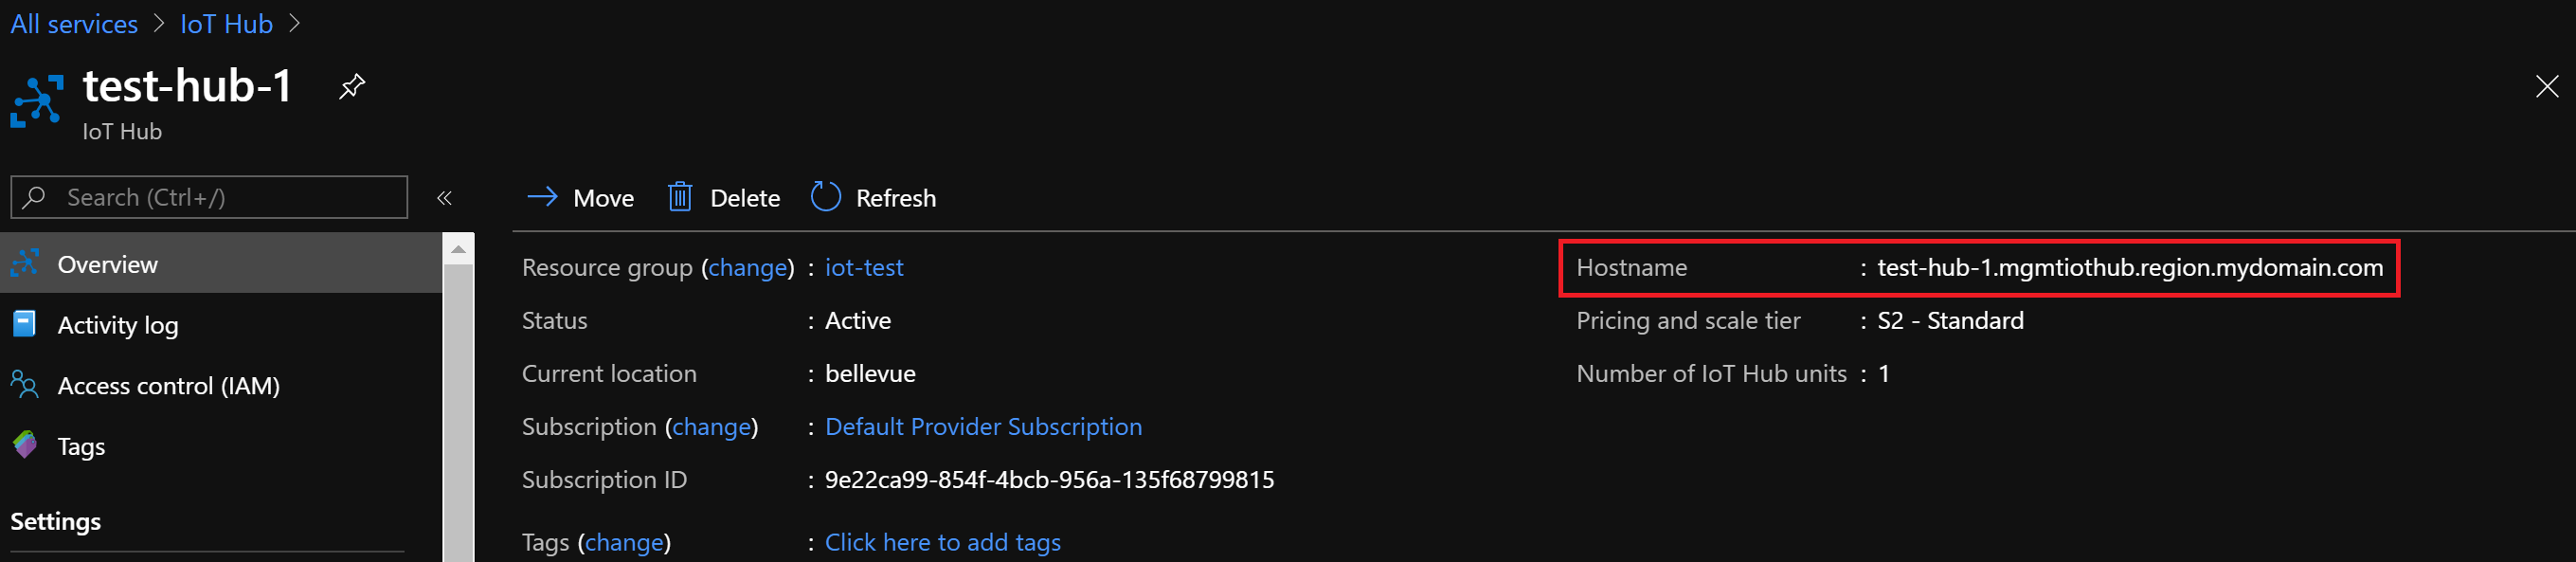 All services > IoT Hub >
test-hub-1
IoT Hub
Search (Ctrl+/)
«
Move
Delete
Refresh
Overview
Activity log
Access control (IAM)
Tags
Settings
Resource group (change) : iot-test
Status : Active
Current location : bellevue
Subscription (change) : Default Provider Subscription
Subscription ID : 9e22ca99-854f-4bcb-956a-135f68799815
Tags (change) : Click here to add tags
Hostname : test-hub-1.mgmtiothub.region.mydomain.com
Pricing and scale tier : S2 - Standard
Number of IoT Hub units : 1